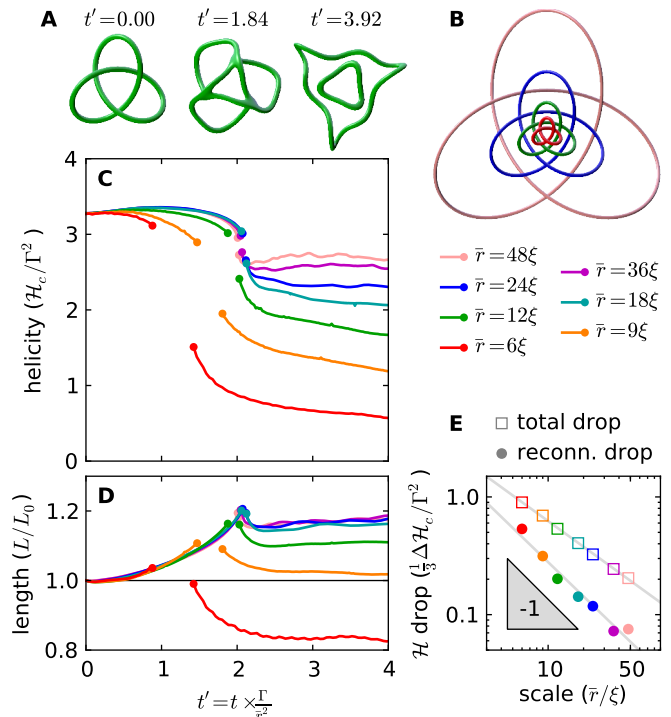 A t′=0.00 t′=1.84 t′=3.92
B
C
helicity (ℋ_c/Γ²)
4
3
2
1
0
r̄=48ξ
r̄=24ξ
r̄=12ξ
r̄=6ξ
r̄=36ξ
r̄=18ξ
r̄=9ξ
D
length (L/L₀)
1.2
1.0
0.8
0 1 2 3 4
t′=t×Γ/r̄²
E
total drop
reconn. drop
ℋ drop (⅓Δℋ_c/Γ²)
1.0
0.1
-1
10 50
scale (r̄/ξ)